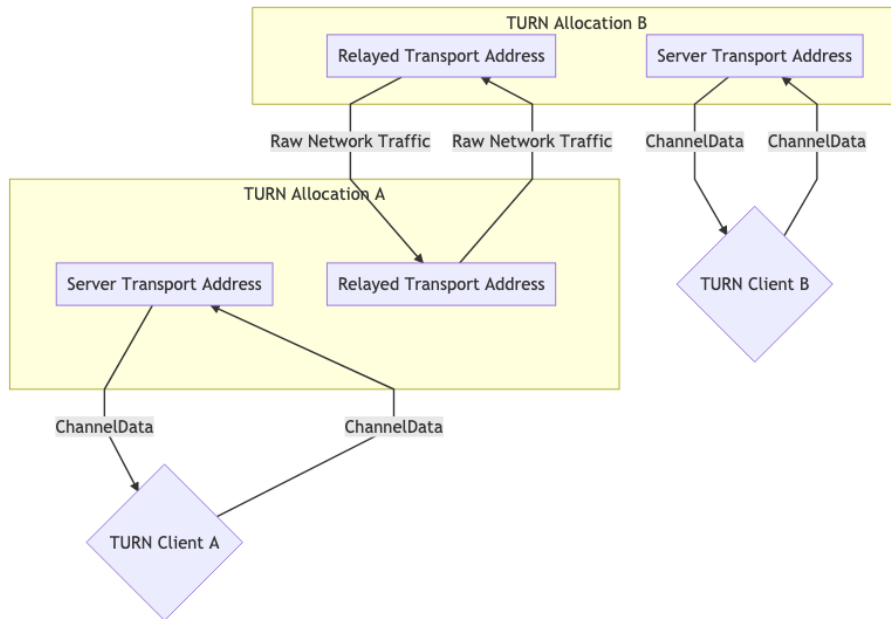 TURN Allocation B
Relayed Transport Address
Server Transport Address
Raw Network Traffic
Raw Network Traffic
ChannelData
ChannelData
TURN Allocation A
Server Transport Address
Relayed Transport Address
TURN Client B
ChannelData
ChannelData
TURN Client A